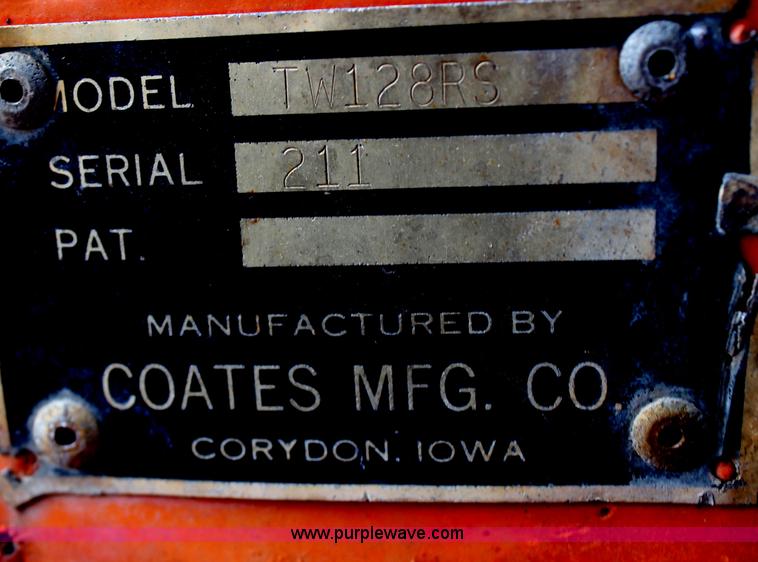 MODEL TW128RS
SERIAL 211
PAT.
MANUFACTURED BY
COATES MFG. CO.
CORYDON. IOWA
www.purplewave.com